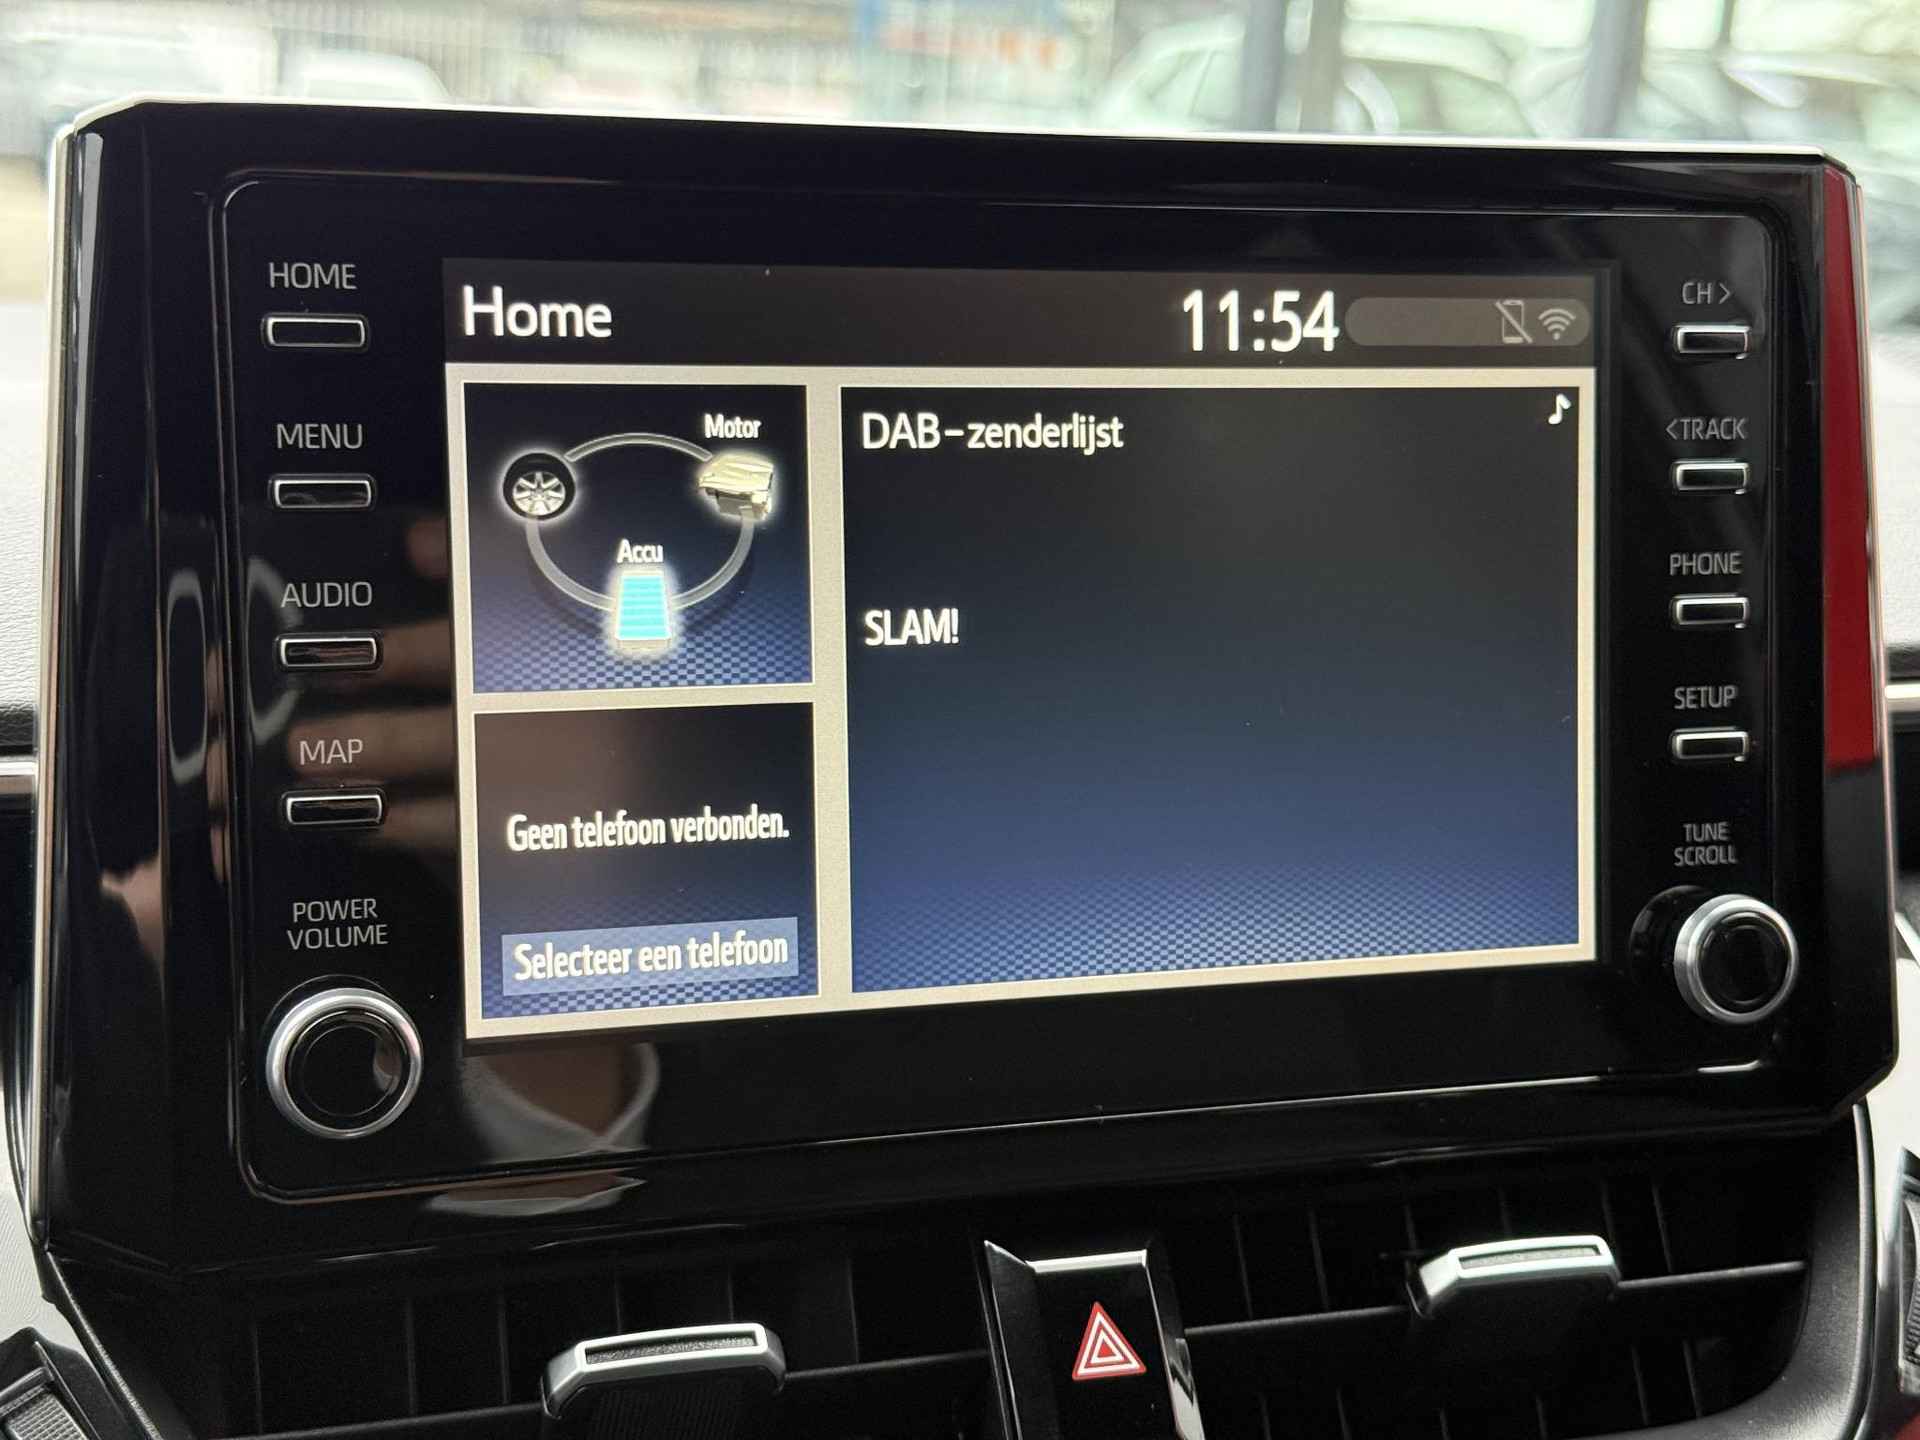 HOME
MENU
AUDIO
MAP
POWER
VOLUME
Home
11:54
Motor
Accu
Geen telefoon verbonden.
Selecteer een telefoon
DAB-zenderlijst
SLAM!
CH>
<TRACK
PHONE
SETUP
TUNE
SCROLL